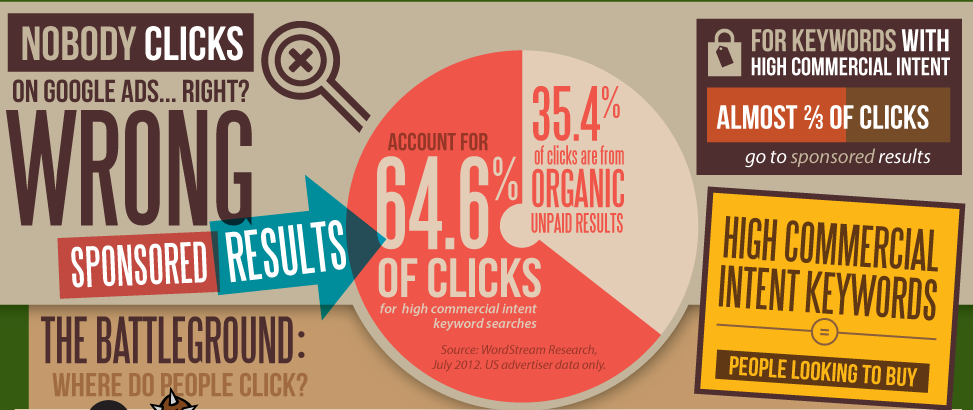 NOBODY CLICKS
ON GOOGLE ADS... RIGHT?
WRONG
SPONSORED RESULTS
ACCOUNT FOR
64.6%
OF CLICKS
for high commercial intent
keyword searches
Source: WordStream Research,
July 2012. US advertiser data only.
35.4%
of clicks are from
ORGANIC
UNPAID RESULTS
FOR KEYWORDS WITH
HIGH COMMERCIAL INTENT
ALMOST 2/3 OF CLICKS
go to sponsored results
HIGH COMMERCIAL
INTENT KEYWORDS
=
PEOPLE LOOKING TO BUY
THE BATTLEGROUND:
WHERE DO PEOPLE CLICK?